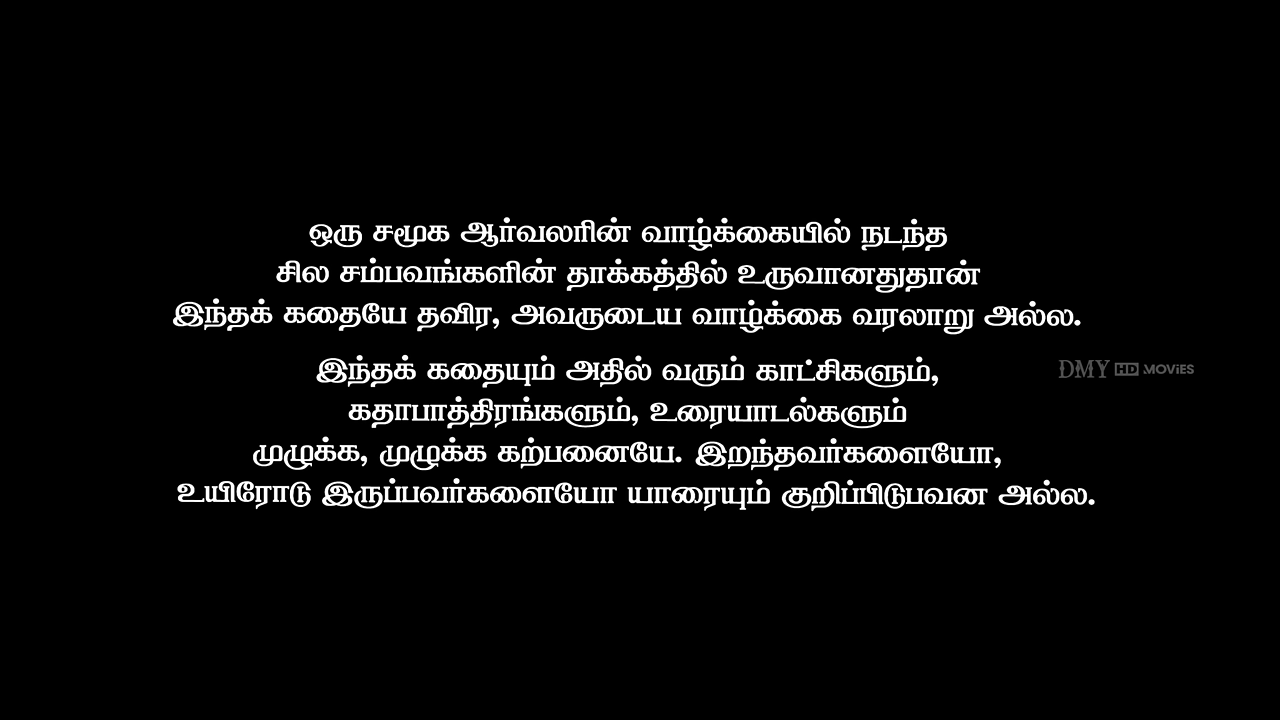 ஒரு சமூக ஆர்வலரின் வாழ்க்கையில் நடந்த
சில சம்பவங்களின் தாக்கத்தில் உருவானதுதான்
இந்தக் கதையே தவிர, அவருடைய வாழ்க்கை வரலாறு அல்ல.
இந்தக் கதையும் அதில் வரும் காட்சிகளும்,
DMY HD MOVIES
கதாபாத்திரங்களும், உரையாடல்களும்
முழுக்க, முழுக்க கற்பனையே. இறந்தவர்களையோ,
உயிரோடு இருப்பவர்களையோ யாரையும் குறிப்பிடுபவன அல்ல.